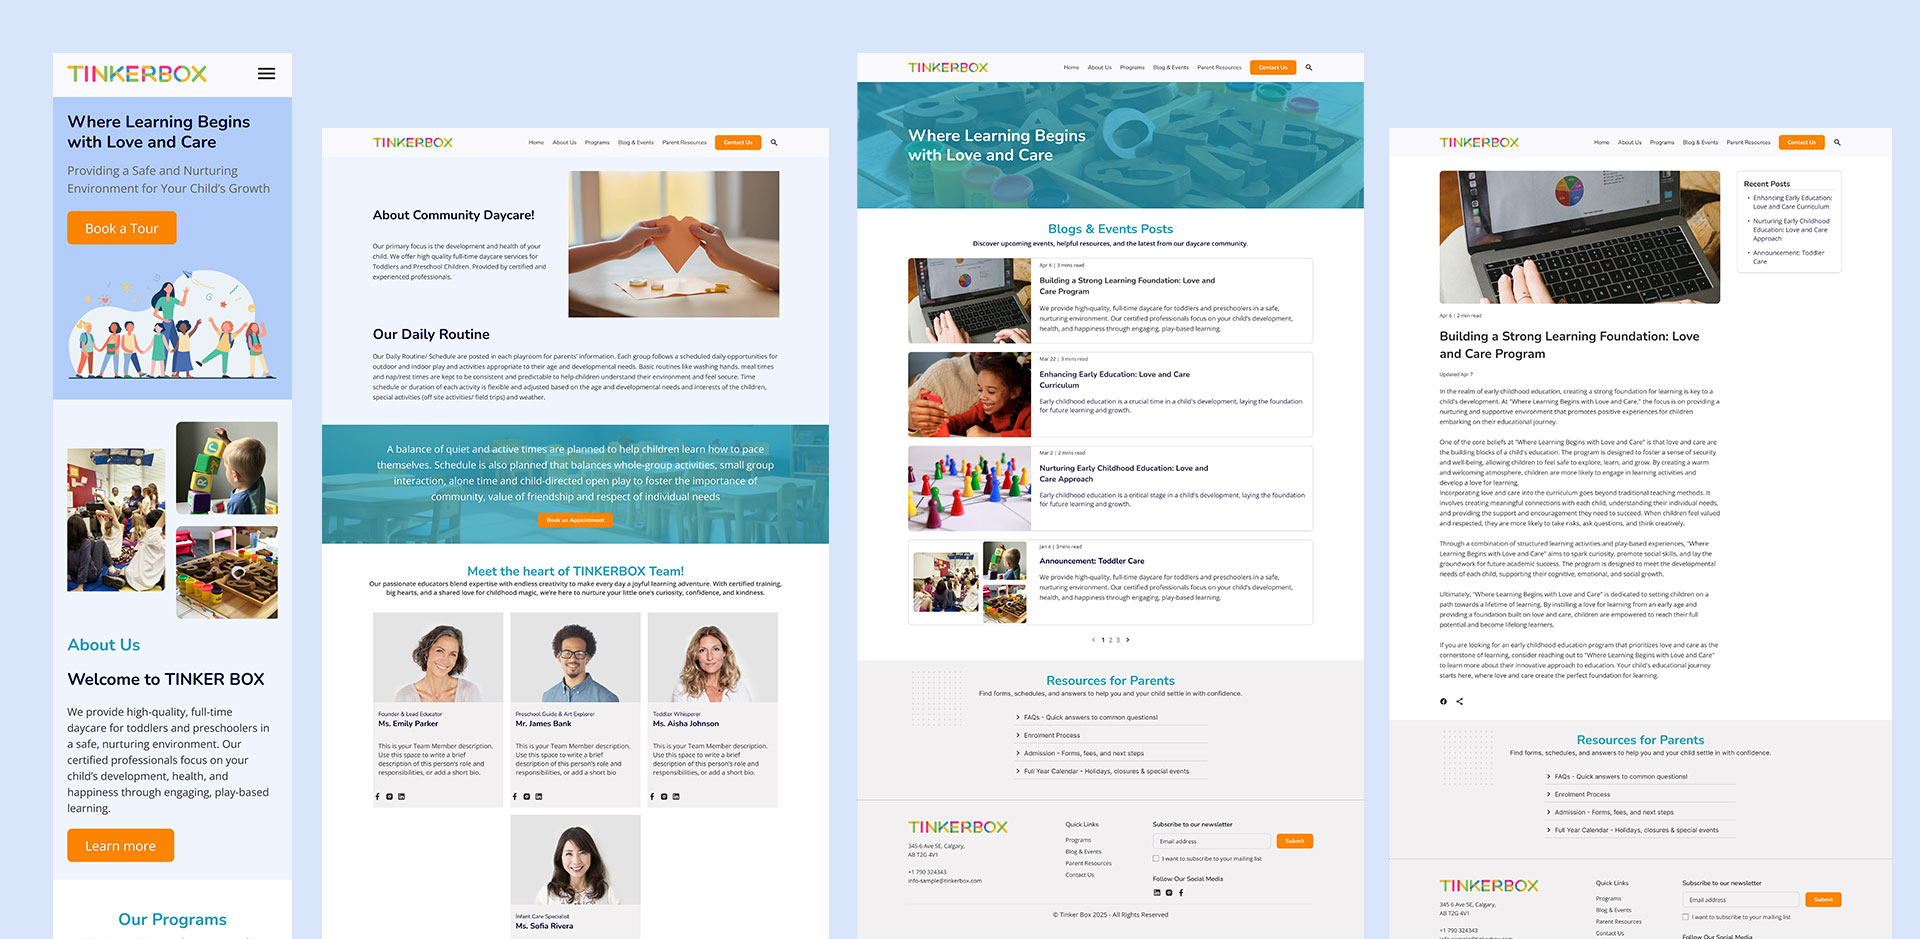 TINKERBOX
Where Learning Begins
with Love and Care
Providing a Safe and Nurturing
Environment for Your Child's Growth
Book a Tour
About Us
Welcome to TINKER BOX
We provide high-quality, full-time
daycare for toddlers and preschoolers in
a safe, nurturing environment. Our
certified professionals focus on your
child's development, health, and
happiness through engaging, play-based
learning.
Learn more
Our Programs
TINKERBOX
Home About Us Programs Blog & Events Parent Resources Contact Us
About Community Daycare!
Our primary focus is the development and health of your
child. We offer high quality full-time daycare services for
Toddlers and Preschool Children. Provided by certified and
experienced professionals.
Our Daily Routine
Our Daily Routine/ Schedule are posted in each playroom for parents' information. Each group follows a scheduled daily opportunities for
outdoor and indoor play and activities appropriate to their age and developmental needs. Basic routines like washing hands, meal times
and nap/rest times are kept to be consistent and predictable to help children understand their environment and feel secure. Time
schedule or duration of each activity is flexible and adjusted based on the age and developmental needs and interests of the children,
special activities (off site activities/ field trips) and weather.
A balance of quiet and active times are planned to help children learn how to pace
themselves. Schedule is also planned that balances whole-group activities, small group
interaction, alone time and child-directed open play to foster the importance of
community, value of friendship and respect of individual needs
Book an Appointment
Meet the heart of TINKERBOX Team!
Our passionate educators blend expertise with endless creativity to make every day a joyful learning adventure. With certified training,
big hearts, and a shared love for childhood magic, we're here to nurture your little one's curiosity, confidence, and kindness.
Founder & Lead Educator
Ms. Emily Parker
This is your Team Member description.
Use this space to write a brief
description of this person's role and
responsibilities, or add a short bio.
Preschool Guide & Art Explorer
Mr. James Bank
This is your Team Member description.
Use this space to write a brief
description of this person's role and
responsibilities, or add a short bio
Toddler Whisperer
Ms. Aisha Johnson
This is your Team Member description.
Use this space to write a brief
description of this person's role and
responsibilities, or add a short bio.
Infant Care Specialist
Ms. Sofia Rivera
TINKERBOX
Home About Us Programs Blog & Events Parent Resources Contact Us
Where Learning Begins
with Love and Care
Blogs & Events Posts
Discover upcoming events, helpful resources, and the latest from our daycare community.
Apr 6 | 3 mins read
Building a Strong Learning Foundation: Love and
Care Program
We provide high-quality, full-time daycare for toddlers and preschoolers in a safe,
nurturing environment. Our certified professionals focus on your child's development,
health, and happiness through engaging, play-based learning.
Mar 22 | 3 mins read
Enhancing Early Education: Love and Care
Curriculum
Early childhood education is a crucial time in a child's development, laying the foundation
for future learning and growth.
Mar 2 | 2 mins read
Nurturing Early Childhood Education: Love and
Care Approach
Early childhood education is a critical stage in a child's development, laying the foundation
for future learning and growth.
Jan 4 | 3mins read
Announcement: Toddler Care
We provide high-quality, full-time daycare for toddlers and preschoolers in a safe,
nurturing environment. Our certified professionals focus on your child's development,
health, and happiness through engaging, play-based learning.
< 1 2 3 >
Resources for Parents
Find forms, schedules, and answers to help you and your child settle in with confidence.
FAQs - Quick answers to common questions!
Enrolment Process
Admission - Forms, fees, and next steps
Full Year Calendar - Holidays, closures & special events
TINKERBOX
345 6 Ave SE, Calgary,
AB T2G 4V1
+1 790 324343
info-sample@tinkerbox.com
Quick Links
Programs
Blog & Events
Parent Resources
Contact Us
Subscribe to our newsletter
Email address
Submit
I want to subscribe to your mailing list
Follow Our Social Media
© Tinker Box 2025 - All Rights Reserved
TINKERBOX
Home About Us Programs Blog & Events Parent Resources Contact Us
Recent Posts
• Enhancing Early Education:
Love and Care Curriculum
• Nurturing Early Childhood
Education: Love and Care
Approach
• Announcement: Toddler
Care
Apr 6 | 2 min read
Building a Strong Learning Foundation: Love
and Care Program
Updated Apr 7
In the realm of early childhood education, creating a strong foundation for learning is key to a
child's development. At "Where Learning Begins with Love and Care," the focus is on providing a
nurturing and supportive environment that promotes positive experiences for children
embarking on their educational journey.
One of the core beliefs at "Where Learning Begins with Love and Care" is that love and care are
the building blocks of a child's education. The program is designed to foster a sense of security
and well-being, allowing children to feel safe to explore, learn, and grow. By creating a warm
and welcoming atmosphere, children are more likely to engage in learning activities and
develop a love for learning.
Incorporating love and care into the curriculum goes beyond traditional teaching methods. It
involves creating meaningful connections with each child, understanding their individual needs,
and providing the support and encouragement they need to succeed. When children feel valued
and respected, they are more likely to take risks, ask questions, and think creatively.
Through a combination of structured learning activities and play-based experiences, "Where
Learning Begins with Love and Care" aims to spark curiosity, promote social skills, and lay the
groundwork for future academic success. The program is designed to meet the developmental
needs of each child, supporting their cognitive, emotional, and social growth.
Ultimately, "Where Learning Begins with Love and Care" is dedicated to setting children on a
path towards a lifetime of learning. By instilling a love for learning from an early age and
providing a foundation built on love and care, children are empowered to reach their full
potential and become lifelong learners.
If you are looking for an early childhood education program that prioritizes love and care as the
cornerstone of learning, consider reaching out to "Where Learning Begins with Love and Care"
to learn more about their innovative approach to education. Your child's educational journey
starts here, where love and care create the perfect foundation for learning.
Resources for Parents
Find forms, schedules, and answers to help you and your child settle in with confidence.
FAQs - Quick answers to common questions!
Enrolment Process
Admission - Forms, fees, and next steps
Full Year Calendar - Holidays, closures & special events
TINKERBOX
345 6 Ave SE, Calgary,
AB T2G 4V1
+1 790 324343
Quick Links
Programs
Blog & Events
Parent Resources
Contact Us
Subscribe to our newsletter
Email address
Submit
I want to subscribe to your mailing list
Follow Our Social Media